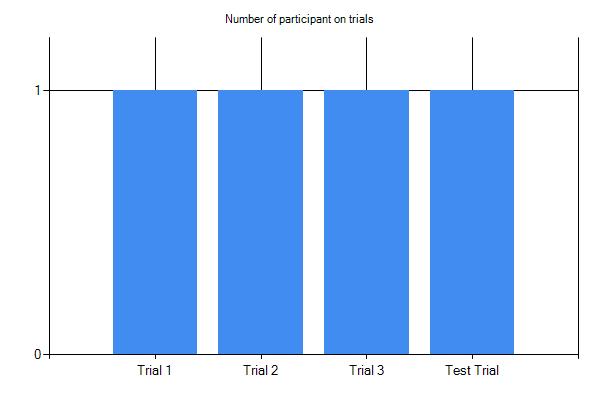 Number of participant on trials
1
0
Trial 1
Trial 2
Trial 3
Test Trial